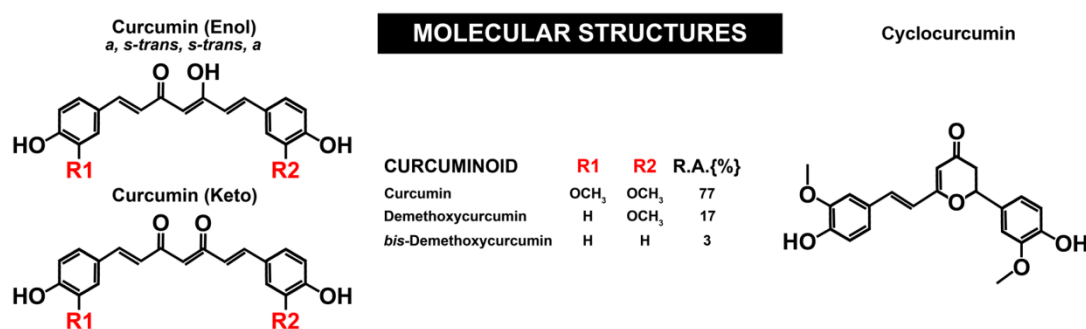 MOLECULAR STRUCTURES
Curcumin (Enol)
a, s-trans, s-trans, a
O OH
HO OH
R1 R2
Curcumin (Keto)
O O
HO OH
R1 R2
CURCUMINOID R1 R2 R.A.{%}
Curcumin OCH₃ OCH₃ 77
Demethoxycurcumin H OCH₃ 17
bis-Demethoxycurcumin H H 3
Cyclocurcumin
O
O
O
HO OH
O